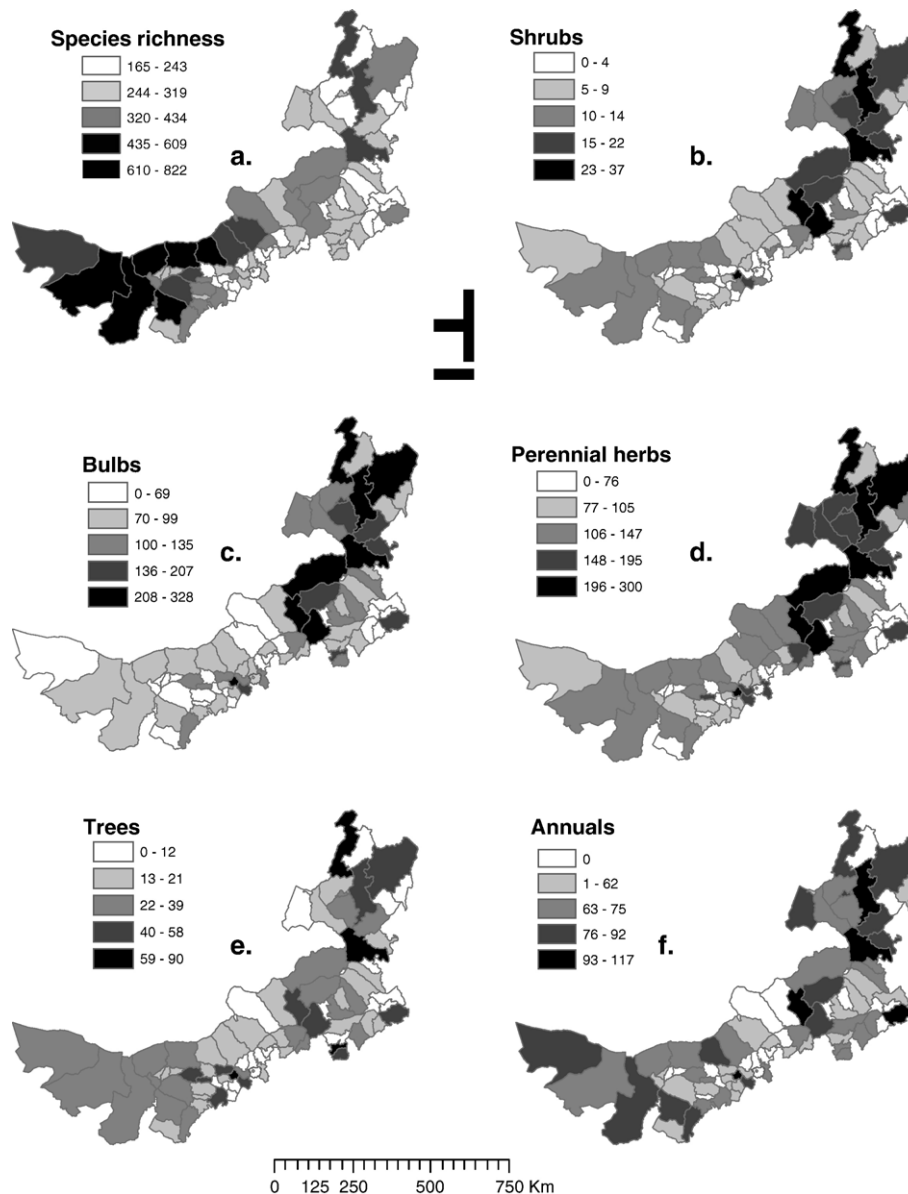 Species richness
165 - 243
244 - 319
320 - 434
435 - 609
610 - 822
a.
Shrubs
0 - 4
5 - 9
10 - 14
15 - 22
23 - 37
b.
Bulbs
0 - 69
70 - 99
100 - 135
136 - 207
208 - 328
c.
Perennial herbs
0 - 76
77 - 105
106 - 147
148 - 195
196 - 300
d.
Trees
0 - 12
13 - 21
22 - 39
40 - 58
59 - 90
e.
Annuals
0
1 - 62
63 - 75
76 - 92
93 - 117
f.
0 125 250 500 750 Km